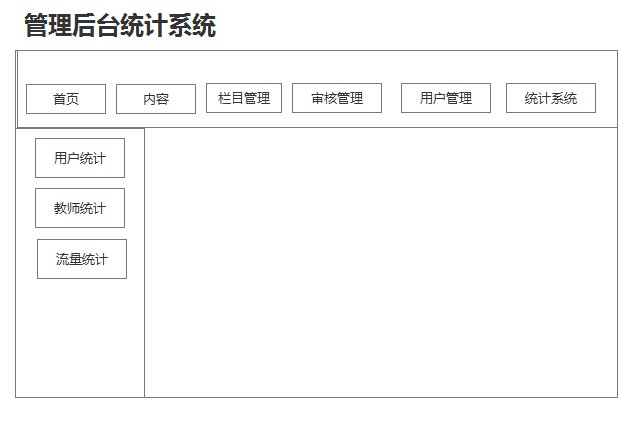 管理后台统计系统
首页 内容 栏目管理 审核管理 用户管理 统计系统
用户统计
教师统计
流量统计